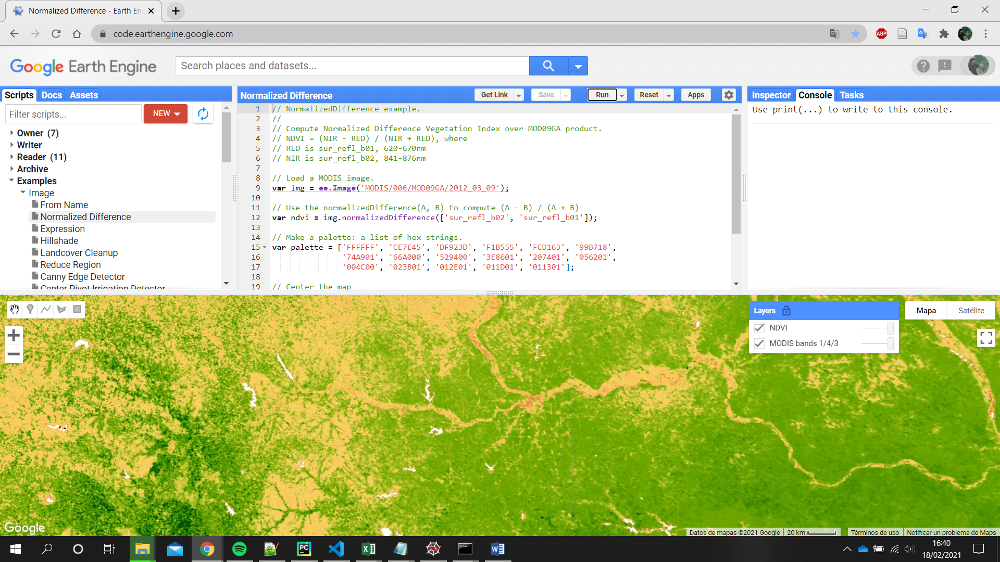 Normalized Difference - Earth En
code.earthengine.google.com
ABP
Google Earth Engine
Search places and datasets...
Scripts Docs Assets
Filter scripts...
NEW
Owner (7)
Writer
Reader (11)
Archive
Examples
Image
From Name
Normalized Difference
Expression
Hillshade
Landcover Cleanup
Reduce Region
Canny Edge Detector
Center Pivot Irrigation Detector
Normalized Difference
Get Link Save Run Reset Apps
1 // NormalizedDifference example.
2 //
3 // Compute Normalized Difference Vegetation Index over MOD09GA product.
4 // NDVI = (NIR - RED) / (NIR + RED), where
5 // RED is sur_refl_b01, 620-670nm
6 // NIR is sur_refl_b02, 841-876nm
7
8 // Load a MODIS image.
9 var img = ee.Image('MODIS/006/MOD09GA/2012_03_09');
10
11 // Use the normalizedDifference(A, B) to compute (A - B) / (A + B)
12 var ndvi = img.normalizedDifference(['sur_refl_b02', 'sur_refl_b01']);
13
14 // Make a palette: a list of hex strings.
15 var palette = ['FFFFFF', 'CE7E45', 'DF923D', 'F1B555', 'FCD163', '99B718',
16 '74A901', '66A000', '529400', '3E8601', '207401', '056201',
17 '004C00', '023B01', '012E01', '011D01', '011301'];
18
19 // Center the map
Inspector Console Tasks
Use print(...) to write to this console.
Layers
NDVI
MODIS bands 1/4/3
Mapa Satélite
Google
Datos de mapas ©2021 Google 20 km Términos de uso Notificar un problema de Maps
PC
16:40
18/02/2021